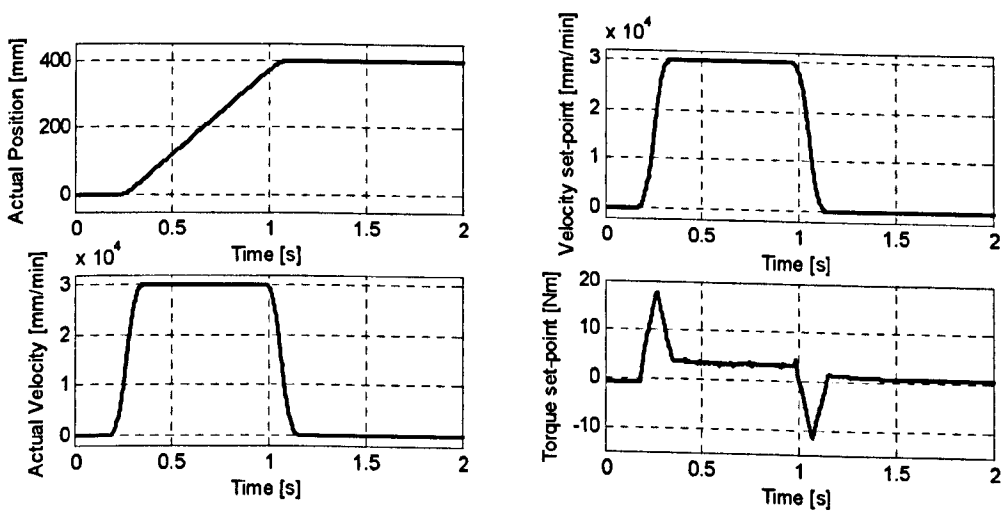 Actual Position [mm]
400
200
0
0 0.5 1 1.5 2
Time [s]
x 10^4
Velocity set-point [mm/min]
3
2
1
0
0 0.5 1 1.5 2
Time [s]
x 10^4
Actual Velocity [mm/min]
3
2
1
0
0 0.5 1 1.5 2
Time [s]
Torque set-point [Nm]
20
10
0
-10
0 0.5 1 1.5 2
Time [s]